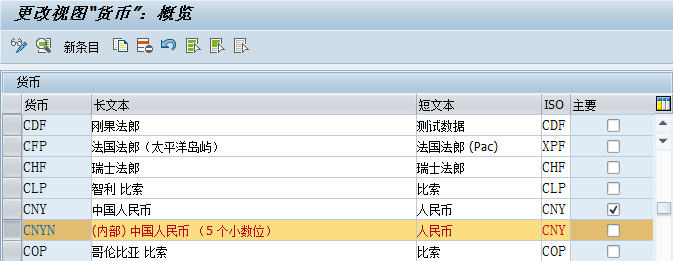 更改视图"货币"：概览
新条目
货币
货币 长文本 短文本 ISO 主要
CDF 刚果法郎 测试数据 CDF
CFP 法国法郎（太平洋岛屿） 法国法郎 (Pac) XPF
CHF 瑞士法郎 瑞士法郎 CHF
CLP 智利 比索 比索 CLP
CNY 中国人民币 人民币 CNY
CNYN (内部) 中国人民币 （5 个小数位） 人民币 CNY
COP 哥伦比亚 比索 比索 COP